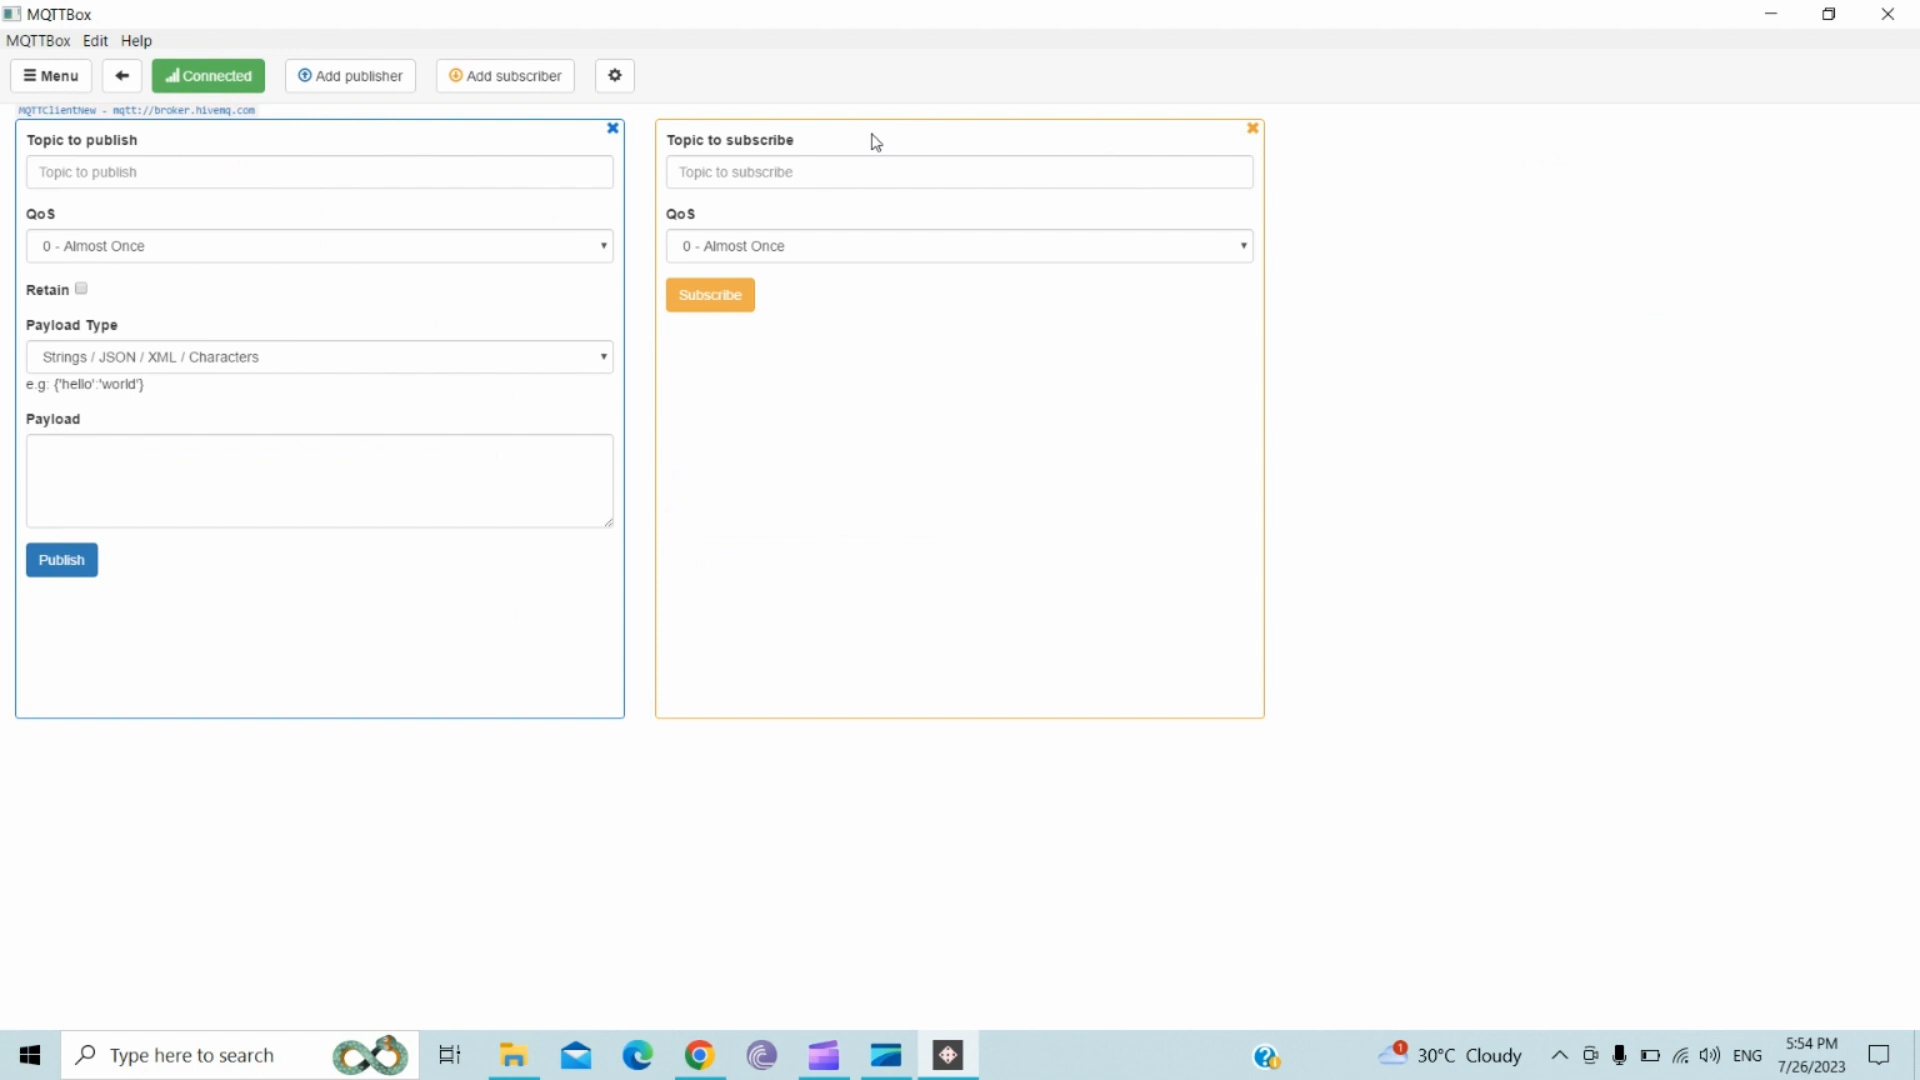 MQTTBox
MQTTBox Edit Help
Menu Connected Add publisher Add subscriber
MQTTClientNew - mqtt://broker.hivemq.com
Topic to publish
Topic to publish
QoS
0 - Almost Once
Retain
Payload Type
Strings / JSON / XML / Characters
e.g: {'hello':'world'}
Payload
Publish
Topic to subscribe
Topic to subscribe
QoS
0 - Almost Once
Subscribe
Type here to search
1
30°C Cloudy
ENG
5:54 PM
7/26/2023